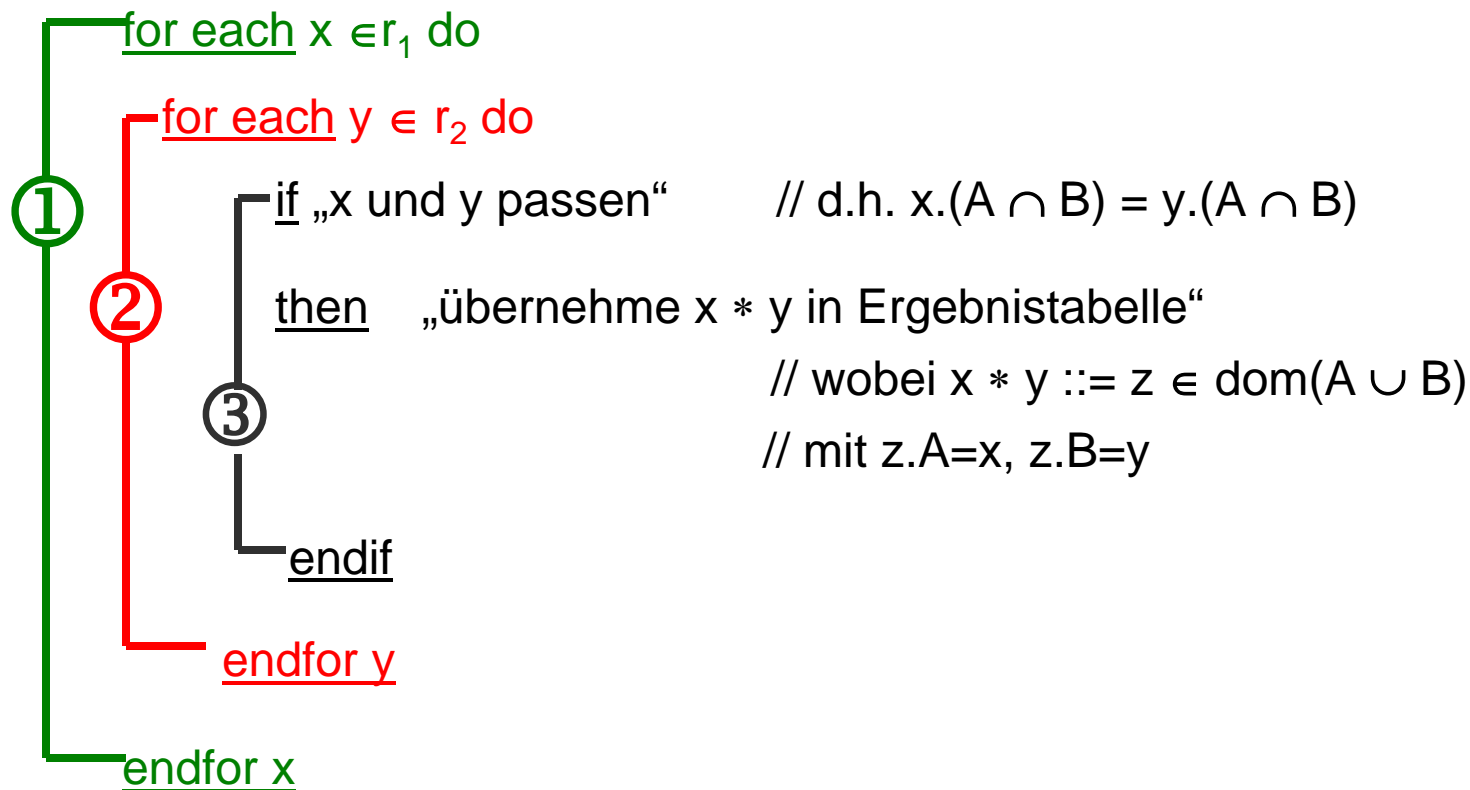 for each x ∈r₁ do
for each y ∈ r₂ do
① if „x und y passen“ // d.h. x.(A ∩ B) = y.(A ∩ B)
② then „übernehme x ∗ y in Ergebnistabelle“
// wobei x ∗ y ::= z ∈ dom(A ∪ B)
③
// mit z.A=x, z.B=y
endif
endfor y
endfor x